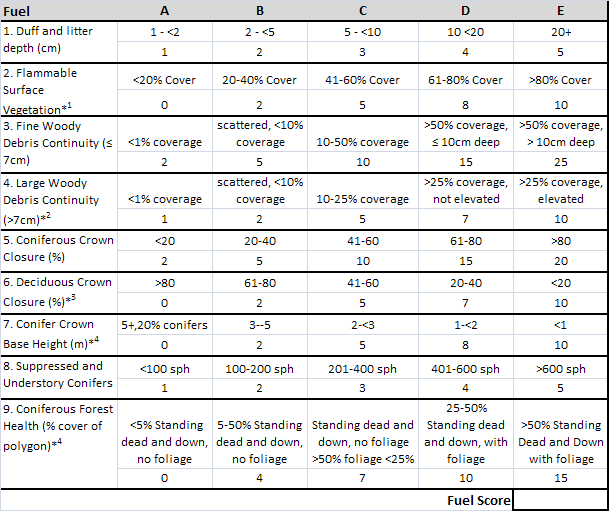 Fuel A B C D E
1. Duff and litter 1 - <2 2 - <5 5 - <10 10 <20 20+
depth (cm) 1 2 3 4 5
2. Flammable <20% Cover 20-40% Cover 41-60% Cover 61-80% Cover >80% Cover
Surface
Vegetation*1 0 2 5 8 10
3. Fine Woody scattered, <10% >50% coverage, >50% coverage,
Debris Continuity (≤ <1% coverage coverage 10-50% coverage ≤ 10cm deep > 10cm deep
7cm) 2 5 10 15 25
4. Large Woody scattered, <10% >25% coverage, >25% coverage,
Debris Continuity <1% coverage coverage 10-25% coverage not elevated elevated
(>7cm)*2 1 2 5 7 10
5. Coniferous Crown <20 20-40 41-60 61-80 >80
Closure (%) 2 5 10 15 20
6. Deciduous Crown >80 61-80 41-60 20-40 <20
Closure (%)*3 0 2 5 7 10
7. Conifer Crown 5+,20% conifers 3--5 2-<3 1-<2 <1
Base Height (m)*4 0 2 5 8 10
8. Suppressed and <100 sph 100-200 sph 201-400 sph 401-600 sph >600 sph
Understory Conifers 1 2 3 4 5
9. Coniferous Forest 25-50%
Health (% cover of <5% Standing 5-50% Standing Standing dead and Standing dead >50% Standing
polygon)*4 dead and down, dead and down, down, no foliage and down, with Dead and Down
no foliage no foliage >50% foliage <25% foliage with foliage
0 4 7 10 15
Fuel Score